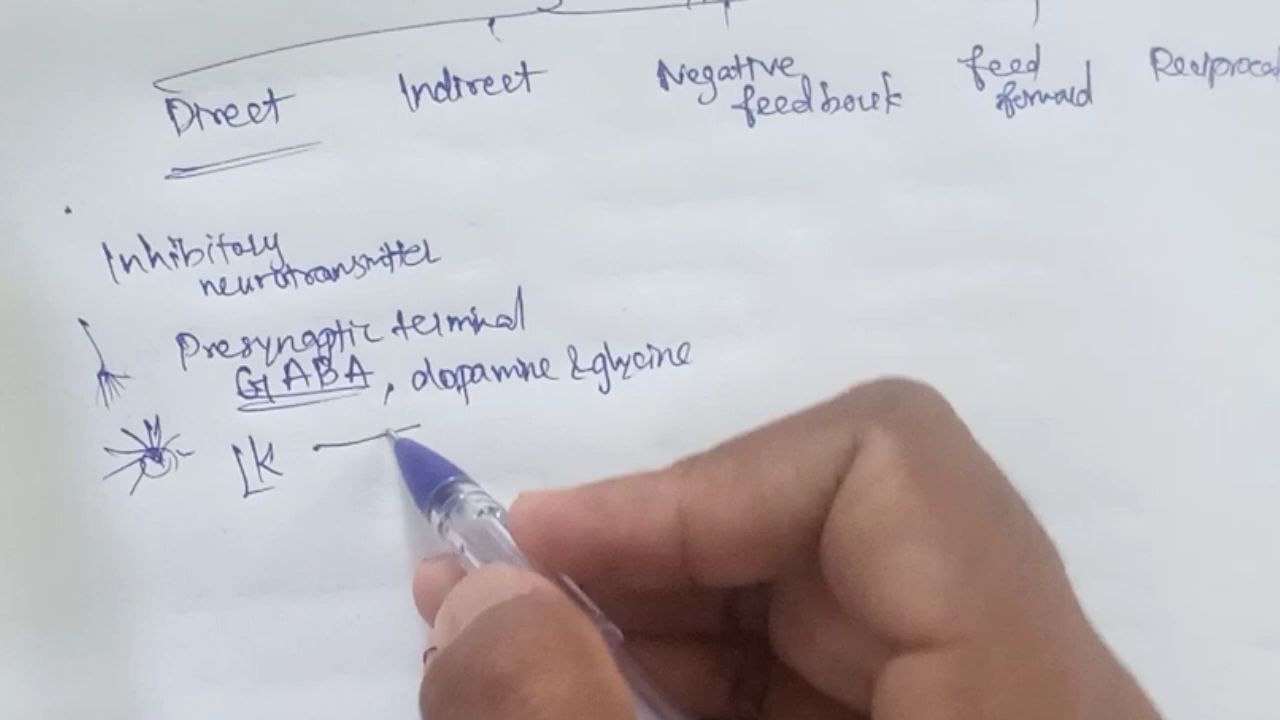 Direct
Indirect
Negative
feedback
feed
forward
Reciprocal
Inhibitory
neurotransmitter
Presynaptic terminal
GABA, dopamine & glycine
[K